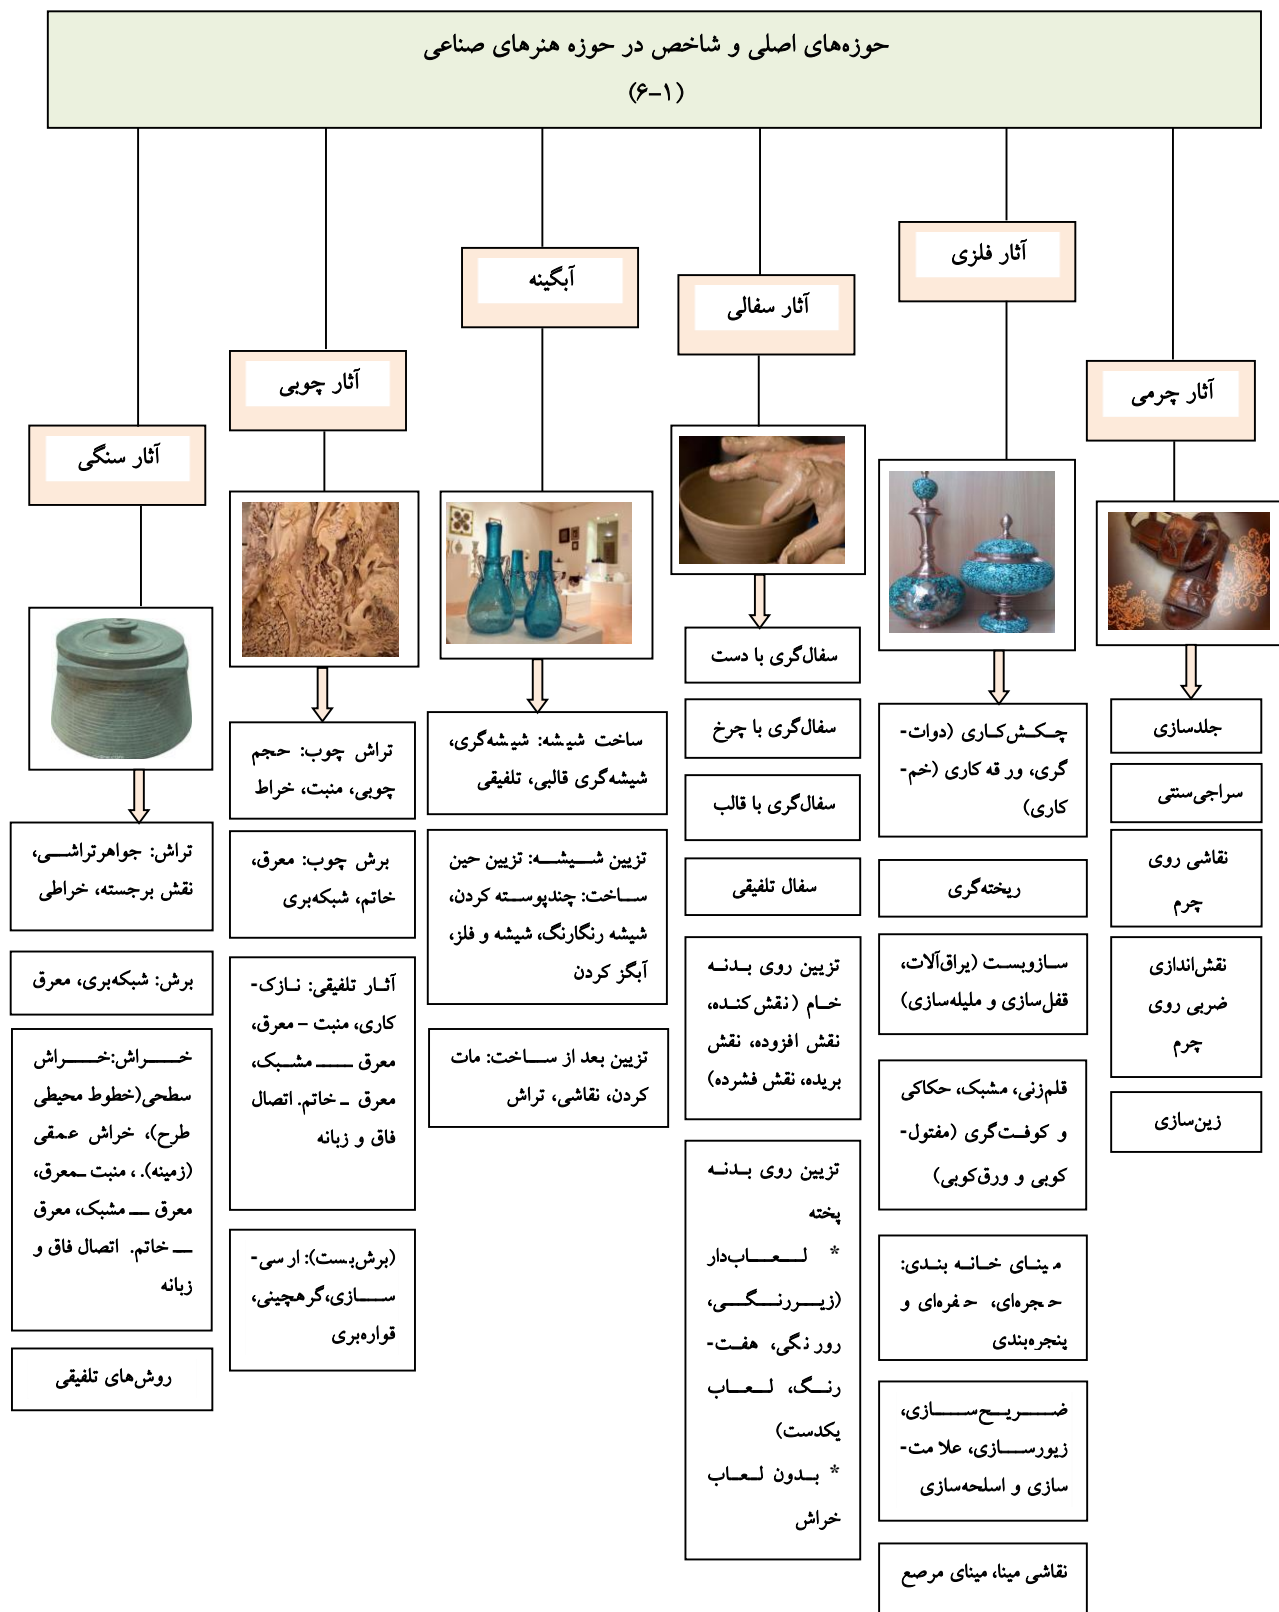 حوزه‌های اصلی و شاخص در حوزه هنرهای صناعی
(۶-۱)
آثار چرمی
جلدسازی
سراجی‌سنتی
نقاشی روی
چرم
نقش‌اندازی
ضربی روی
چرم
زین‌سازی
آثار فلزی
چکش‌کاری (دوات-
گری، ورقه کاری (خم-
کاری)
ریخته‌گری
سازوبست (یراق‌آلات،
قفل‌سازی و ملیله‌سازی)
قلم‌زنی، مشبک، حکاکی
و کوفت‌گری (مفتول-
کوبی و ورق‌کوبی)
مینای خانه بندی:
حجره‌ای، حفره‌ای و
پنجره‌بندی
ضریح‌سازی،
زیورسازی، علامت-
سازی و اسلحه‌سازی
نقاشی مینا، مینای مرصع
آثار سفالی
سفال‌گری با دست
سفال‌گری با چرخ
سفال‌گری با قالب
سفال تلفیقی
تزیین روی بدنه
خام (نقش‌کنده،
نقش افزوده، نقش
بریده، نقش فشرده)
تزیین روی بدنه
پخته
* لعاب‌دار
(زیررنگی،
رورنگی، هفت-
رنگ، لعاب
یکدست)
* بدون لعاب
خراش
آبگینه
ساخت شیشه: شیشه‌گری،
شیشه‌گری قالبی، تلفیقی
تزیین شیشه: تزیین حین
ساخت: چندپوسته کردن،
شیشه رنگارنگ، شیشه و فلز،
آبگز کردن
تزیین بعد از ساخت: مات
کردن، نقاشی، تراش
آثار چوبی
تراش چوب: حجم
چوبی، منبت، خراط
برش چوب: معرق،
خاتم، شبکه‌بری
آثار تلفیقی: نازک-
کاری، منبت – معرق،
معرق – مشبک،
معرق – خاتم. اتصال
فاق و زبانه
(برش‌بست): ارسی-
سازی،گره‌چینی،
قواره‌بری
آثار سنگی
تراش: جواهرتراشی،
نقش برجسته، خراطی
برش: شبکه‌بری، معرق
خراش:خراش
سطحی(خطوط محیطی
طرح)، خراش عمقی
(زمینه).، منبت –معرق،
معرق – مشبک، معرق
– خاتم. اتصال فاق و
زبانه
روش‌های تلفیقی